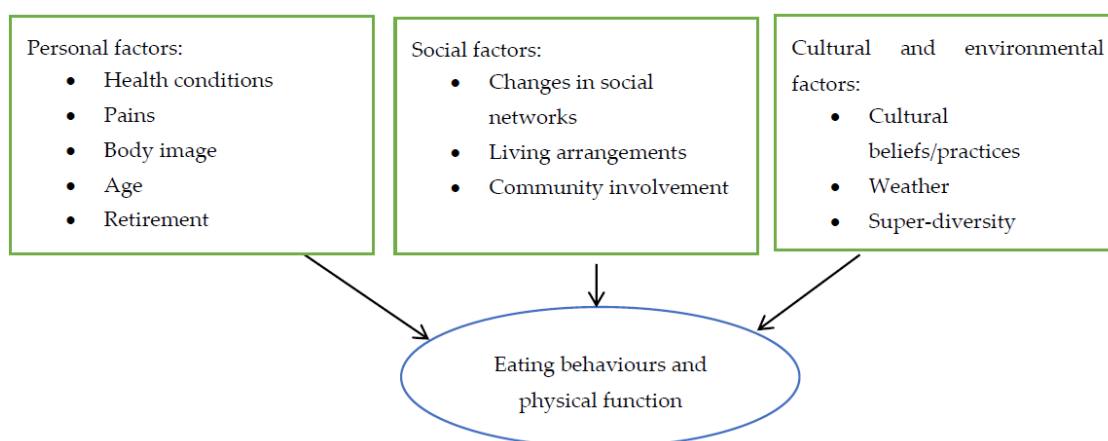 Personal factors:
• Health conditions
• Pains
• Body image
• Age
• Retirement
Social factors:
• Changes in social
networks
• Living arrangements
• Community involvement
Cultural and environmental
factors:
• Cultural
beliefs/practices
• Weather
• Super-diversity
Eating behaviours and
physical function